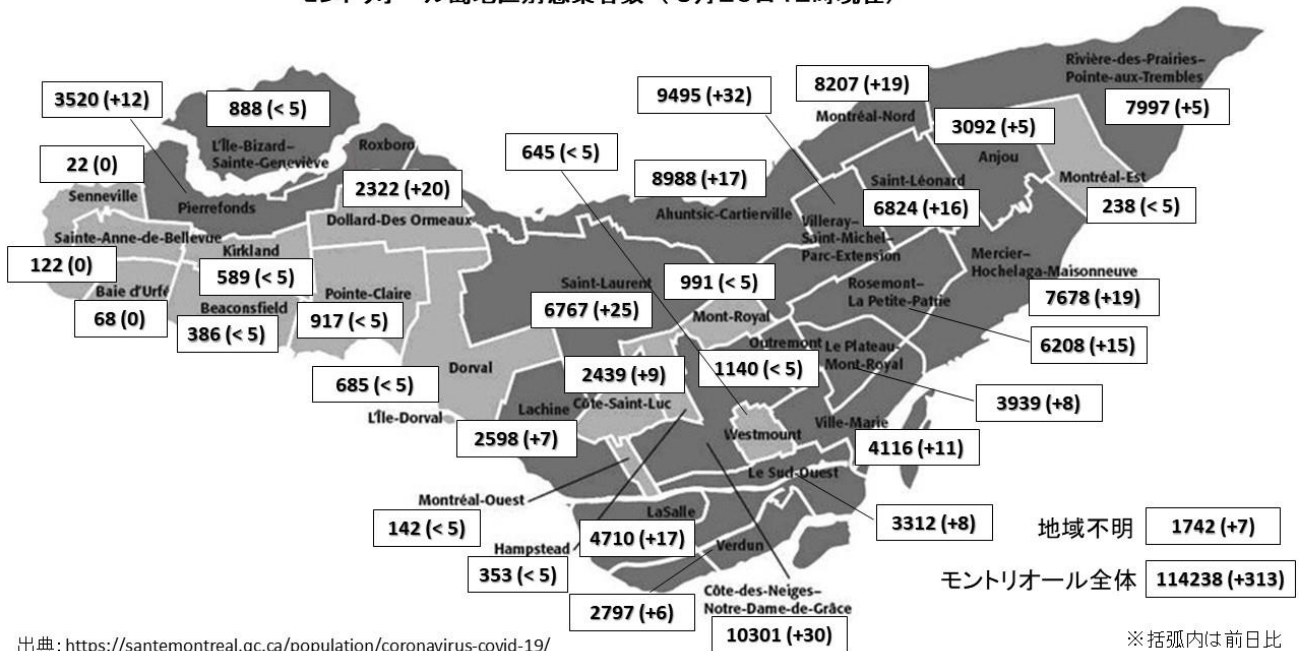 3520 (+12)
888 (< 5)
L'Île-Bizard–
Sainte-Geneviève
Roxboro
22 (0)
Senneville
Pierrefonds
2322 (+20)
Dollard-Des Ormeaux
Sainte-Anne-de-Bellevue
122 (0)
Kirkland
589 (< 5)
Baie d'Urfé
68 (0)
Beaconsfield
386 (< 5)
Pointe-Claire
917 (< 5)
Dorval
685 (< 5)
L'Île-Dorval
645 (< 5)
9495 (+32)
8207 (+19)
Montréal-Nord
Rivière-des-Prairies–
Pointe-aux-Trembles
7997 (+5)
3092 (+5)
Anjou
Montréal-Est
238 (< 5)
8988 (+17)
Ahuntsic-Cartierville
Saint-Léonard
6824 (+16)
Villeray–
Saint-Michel–
Parc-Extension
Mercier–
Hochelaga-Maisonneuve
7678 (+19)
Saint-Laurent
6767 (+25)
991 (< 5)
Mont-Royal
Rosemont–
La Petite-Patrie
6208 (+15)
Outremont
1140 (< 5)
Le Plateau-
Mont-Royal
3939 (+8)
2439 (+9)
Côte-Saint-Luc
Lachine
2598 (+7)
Westmount
Ville-Marie
4116 (+11)
Le Sud-Ouest
3312 (+8)
Montréal-Ouest
142 (< 5)
Hampstead
353 (< 5)
LaSalle
4710 (+17)
Verdun
2797 (+6)
Côte-des-Neiges–
Notre-Dame-de-Grâce
10301 (+30)
地域不明 1742 (+7)
モントリオール全体 114238 (+313)
出典: https://santemontreal.qc.ca/population/coronavirus-covid-19/
※括弧内は前日比